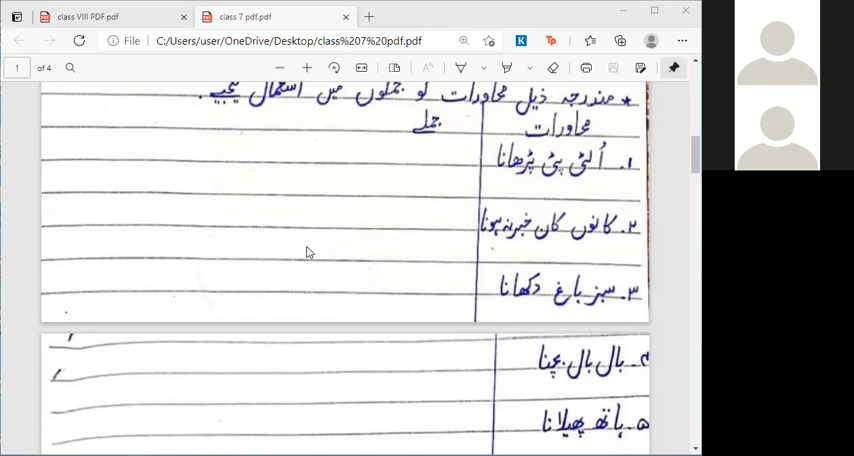 class VIII PDF.pdf
class 7 pdf.pdf
File
C:/Users/user/OneDrive/Desktop/class%207%20pdf.pdf
1 of 4
* مندرجہ ذیل محاورات کو جملوں میں استعمال کیجیے۔
محاورات جملے
۱. اُلٹی پٹی پڑھانا
۲. کانوں کان خبر نہ ہونا
۳. سبز باغ دکھانا
۴. بال بال بچنا
۵. ہاتھ پھیلانا